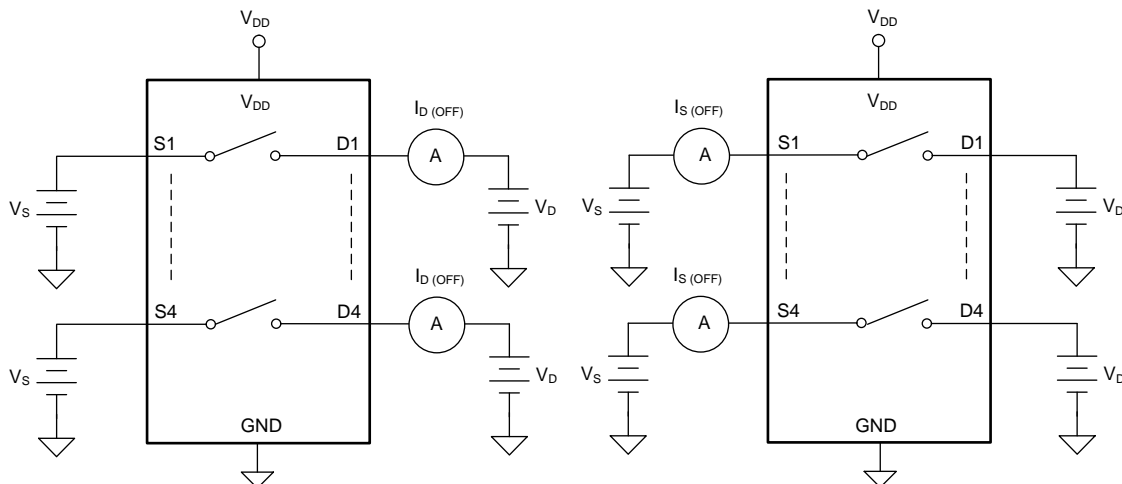 VDD
VDD
ID (OFF)
S1
D1
A
VS
VD
ID (OFF)
S4
D4
A
VS
VD
GND
VDD
VDD
IS (OFF)
A
S1
D1
VS
VD
IS (OFF)
A
S4
D4
VS
VD
GND